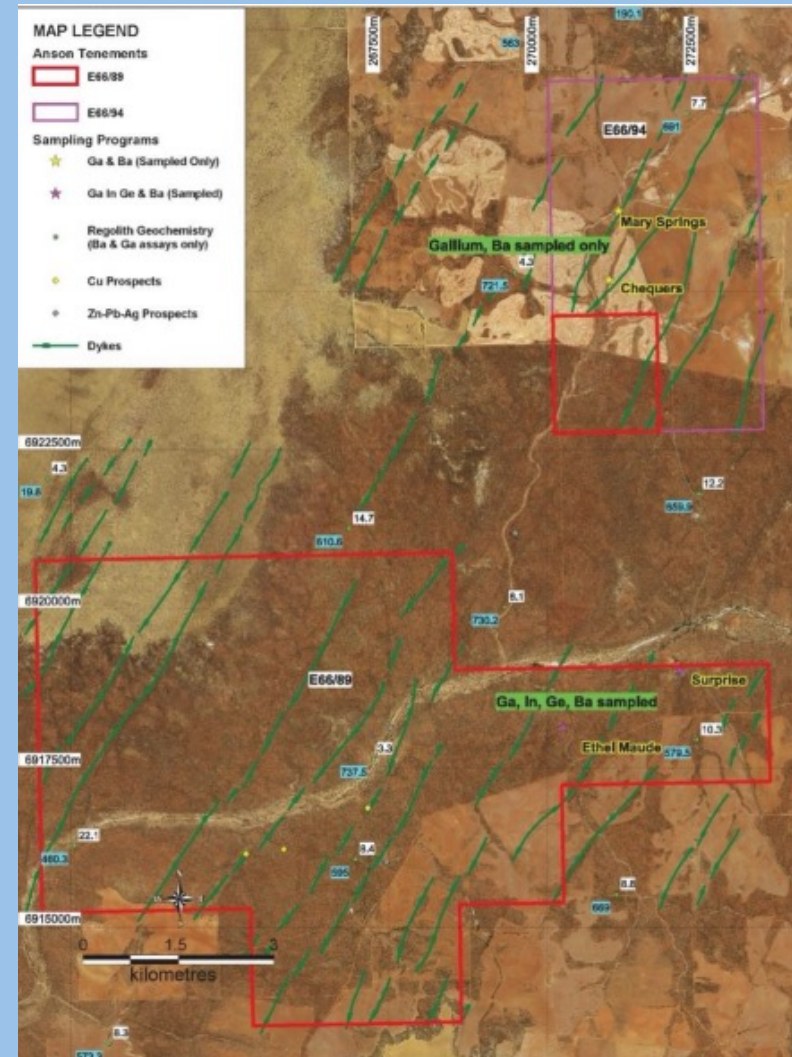 MAP LEGEND
Anson Tenements
E66/89
E66/94
Sampling Programs
Ga & Ba (Sampled Only)
Ga In Ge & Ba (Sampled)
Regolith Geochemistry
(Ba & Ga assays only)
Cu Prospects
Zn-Pb-Ag Prospects
Dykes
267500m
270000m
272500m
190.1
563
7.7
E66/94
691
Mary Springs
Gallium, Ba sampled only
4.3
721.5
Chequers
6922500m
4.3
19.8
12.2
659.9
14.7
610.6
6920000m
6.1
730.2
E66/89
Surprise
Ga, In, Ge, Ba sampled
10.3
3.3
Ethel Maude
579.5
6917500m
737.5
22.1
460.3
8.4
595
8.8
669
6915000m
0 1.5 3
kilometres
8.3